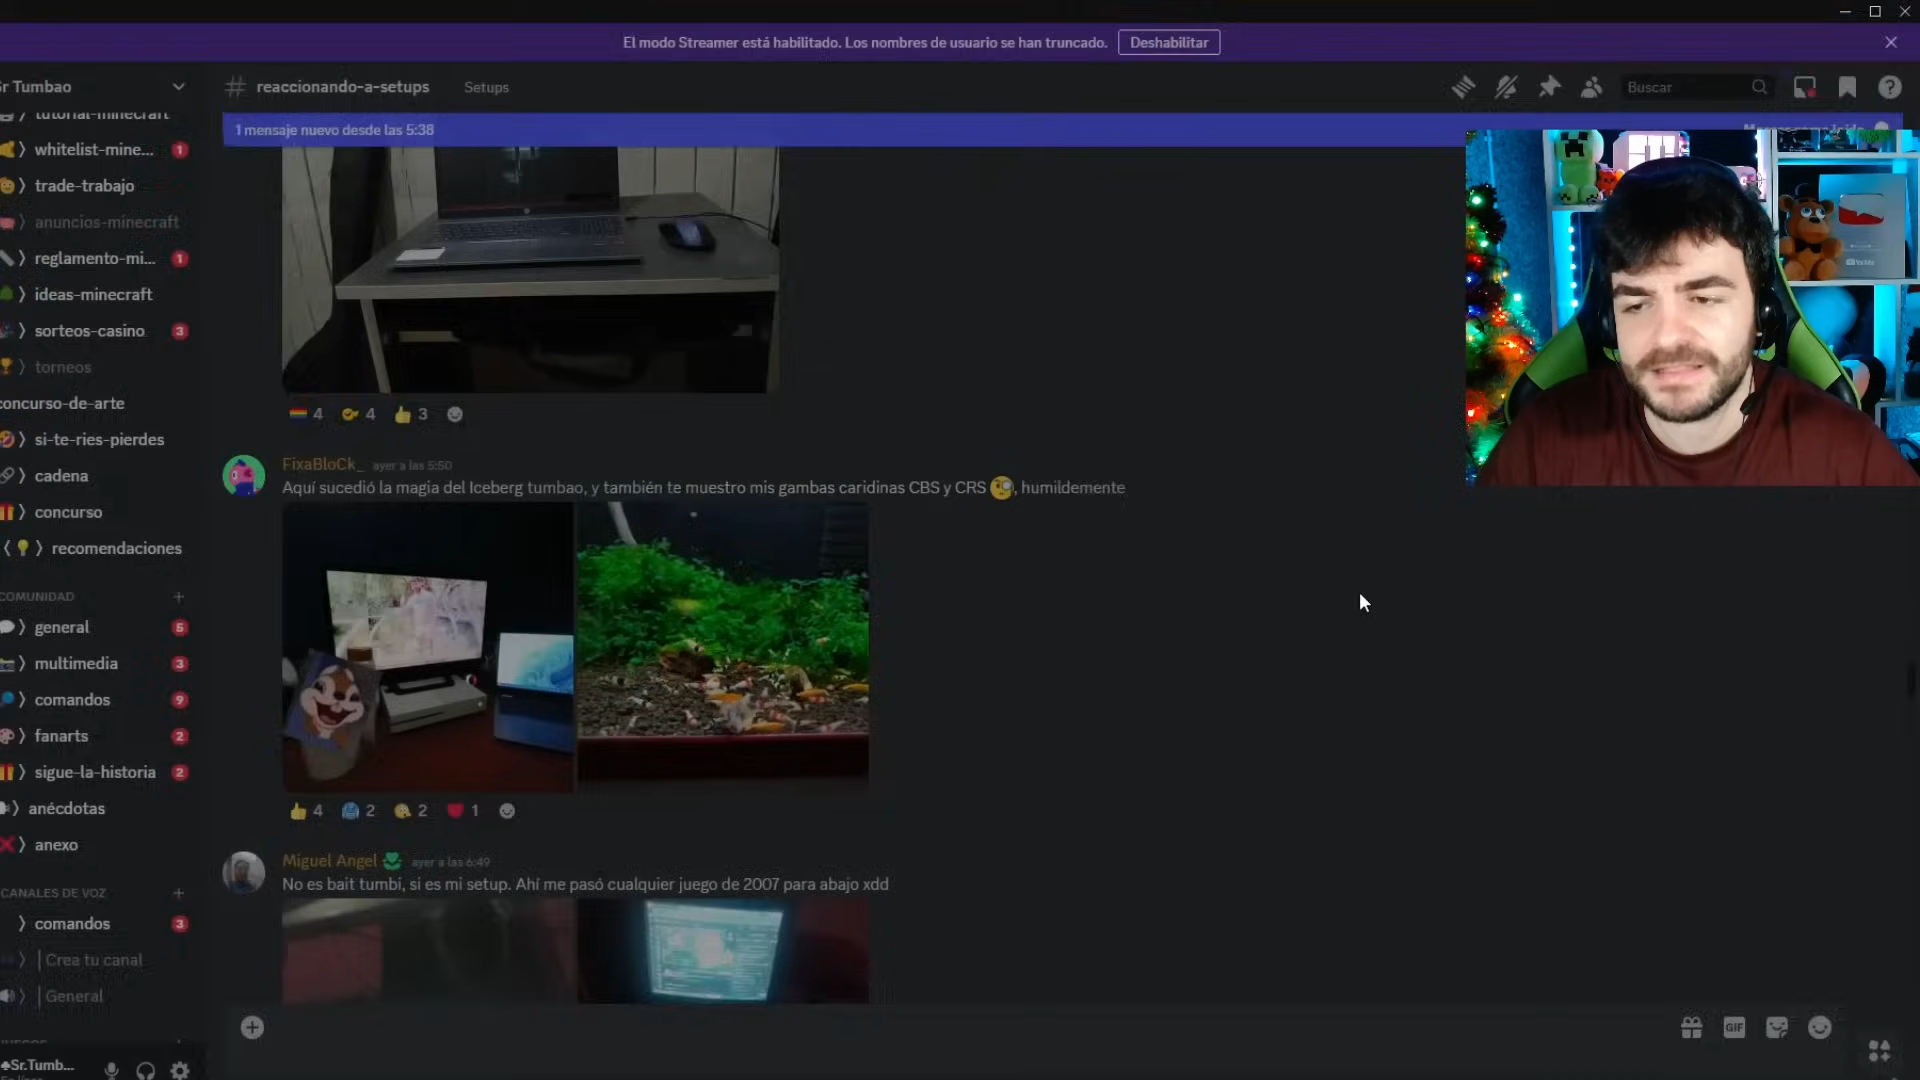 El modo Streamer está habilitado. Los nombres de usuario se han truncado.
Deshabilitar
Sr Tumbao
reaccionando-a-setups
Setups
Buscar
1 mensaje nuevo desde las 5:38
tutorial-minecraft
whitelist-mine... 1
trade-trabajo
anuncios-minecraft
reglamento-mi... 1
ideas-minecraft
sorteos-casino 3
torneos
concurso-de-arte
si-te-ries-pierdes
cadena
concurso
recomendaciones
COMUNIDAD
general 5
multimedia 3
comandos 9
fanarts 2
sigue-la-historia 2
anécdotas
anexo
CANALES DE VOZ
comandos 3
Crea tu canal
General
♣Sr.Tumb...
4 4 3
FixaBloCk_ ayer a las 5:50
Aquí sucedió la magia del Iceberg tumbao, y también te muestro mis gambas caridinas CBS y CRS , humildemente
4 2 2 1
Miguel Angel ayer a las 6:49
No es bait tumbi, si es mi setup. Ahí me pasó cualquier juego de 2007 para abajo xdd
GIF
YouTube